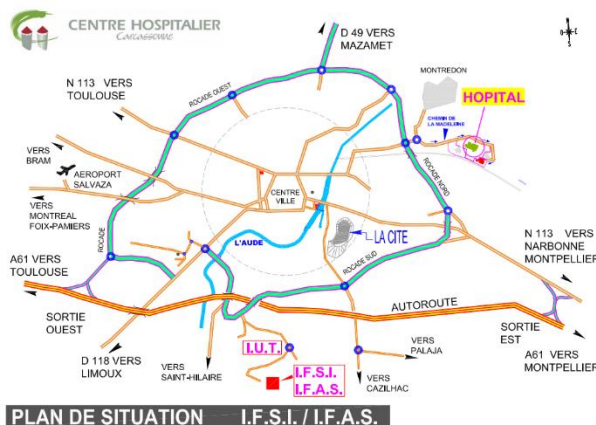 CENTRE HOSPITALIER
Carcassonne
D 49 VERS
MAZAMET
N 113 VERS
TOULOUSE
ROCADE OUEST
MONTREDON
HOPITAL
CHEMIN DE
LA MADELEINE
VERS
BRAM
AEROPORT
SALVAZA
ROCADE NORD
CENTRE
VILLE
VERS
MONTREAL
FOIX-PAMIERS
ROCADE
L'AUDE
LA CITE
N 113 VERS
NARBONNE
MONTPELLIER
A61 VERS
TOULOUSE
ROCADE SUD
AUTOROUTE
SORTIE
OUEST
SORTIE
EST
D 118 VERS
LIMOUX
VERS
SAINT-HILAIRE
I.U.T.
I.F.S.I.
I.F.A.S.
VERS
PALAJA
VERS
CAZILHAC
A61 VERS
MONTPELLIER
PLAN DE SITUATION I.F.S.I. / I.F.A.S.